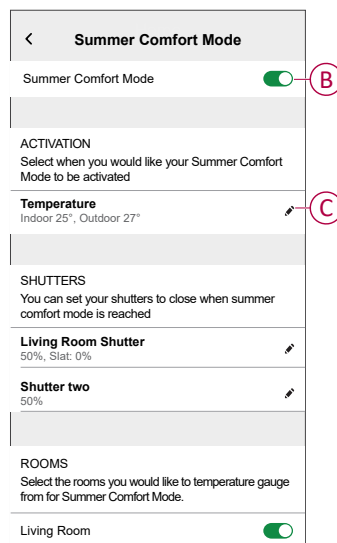 Summer Comfort Mode
Summer Comfort Mode
B
ACTIVATION
Select when you would like your Summer Comfort
Mode to be activated
Temperature
Indoor 25°, Outdoor 27°
C
SHUTTERS
You can set your shutters to close when summer
comfort mode is reached
Living Room Shutter
50%, Slat: 0%
Shutter two
50%
ROOMS
Select the rooms you would like to temperature gauge
from for Summer Comfort Mode.
Living Room